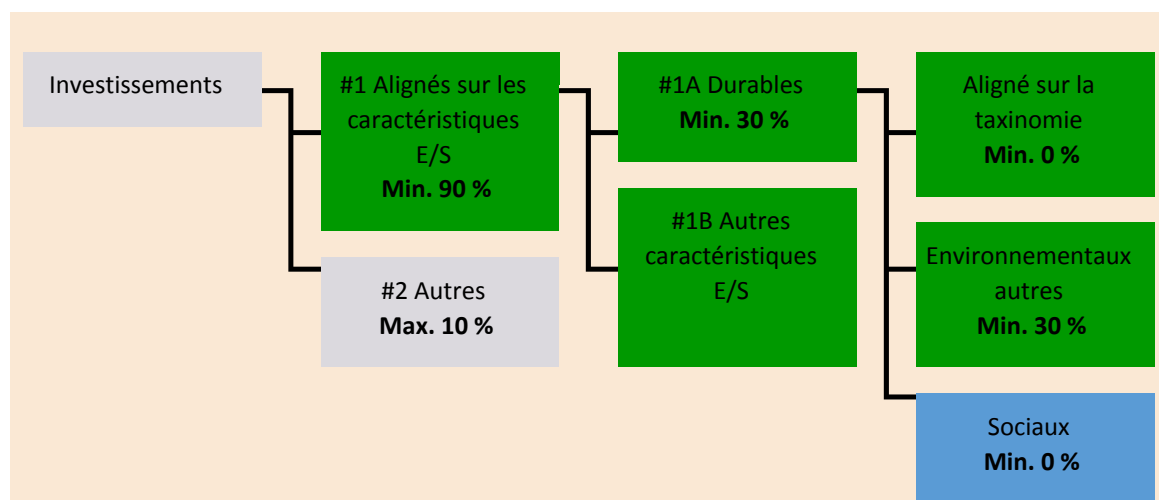 Investissements
#1 Alignés sur les
caractéristiques
E/S
Min. 90 %
#2 Autres
Max. 10 %
#1A Durables
Min. 30 %
#1B Autres
caractéristiques
E/S
Aligné sur la
taxinomie
Min. 0 %
Environnementaux
autres
Min. 30 %
Sociaux
Min. 0 %